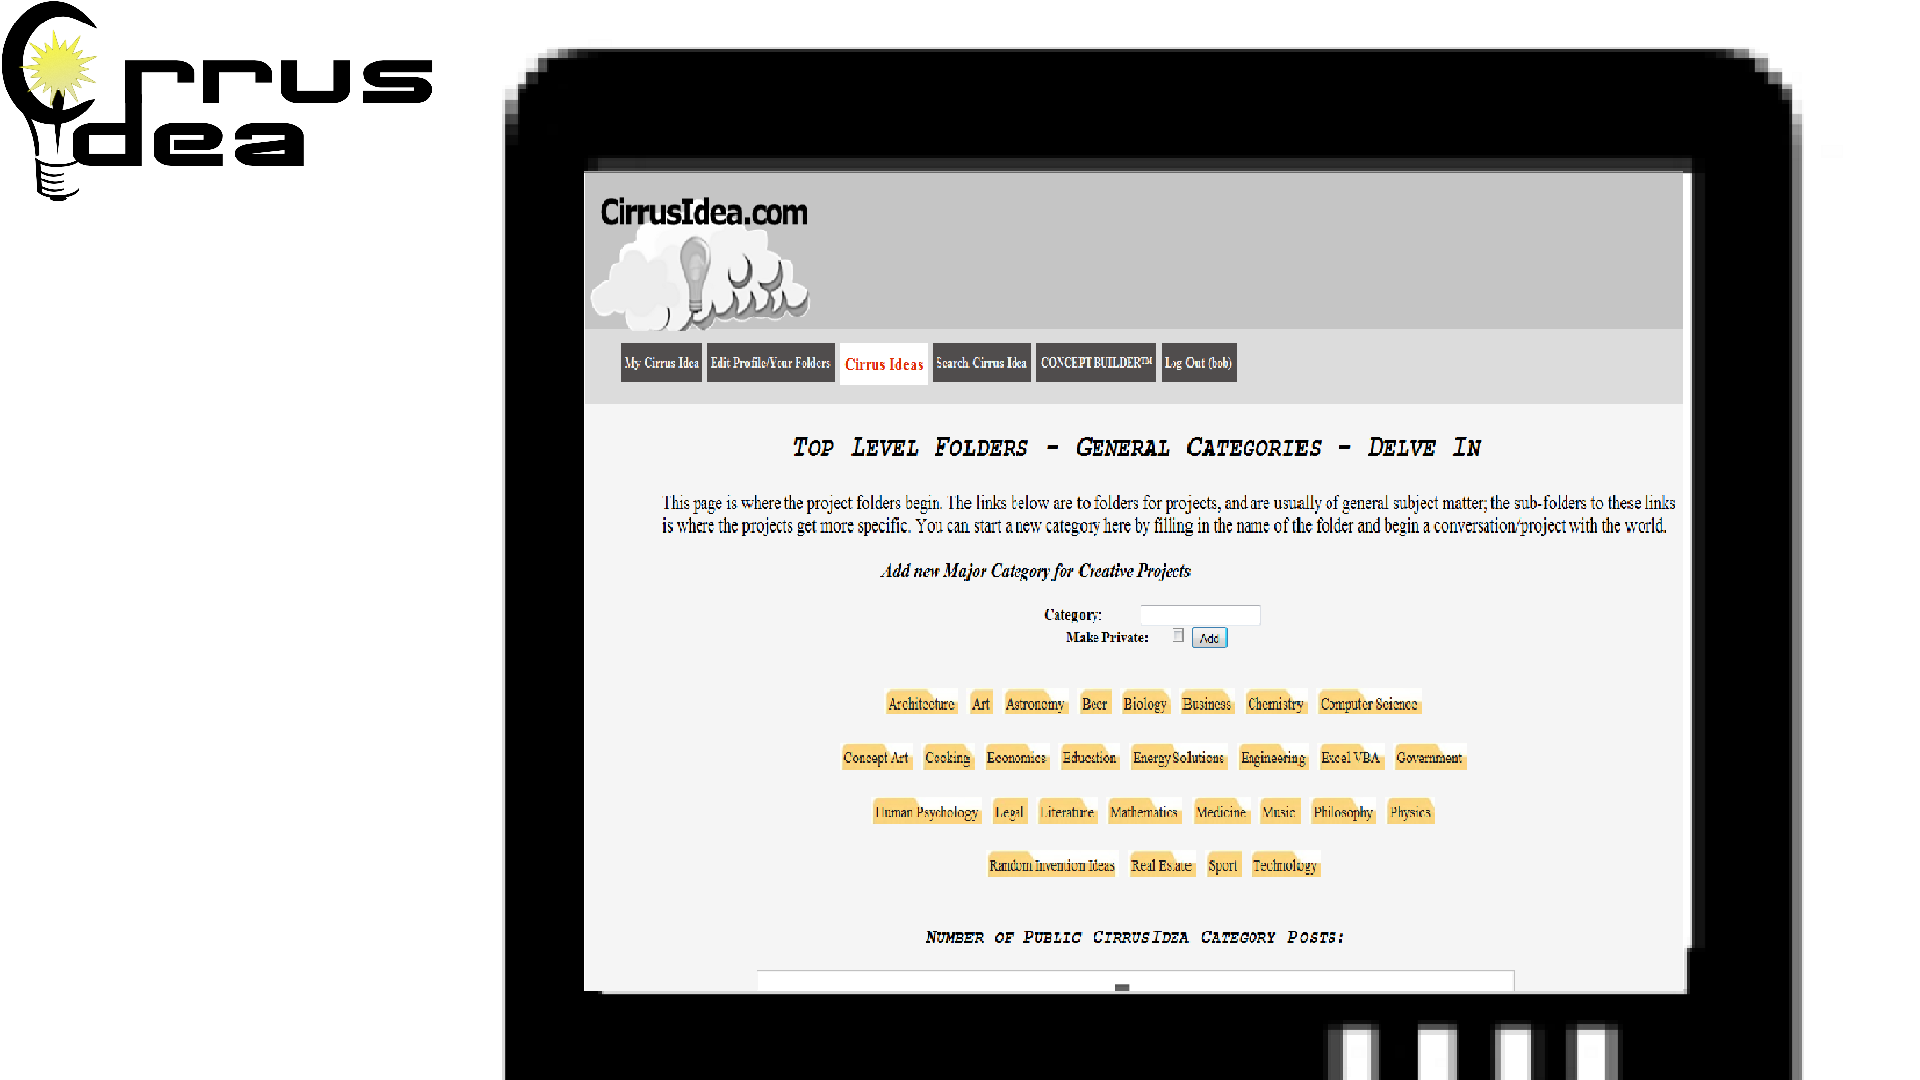 Cirrus
Idea
CirrusIdea.com
My Cirrus Idea Edit Profile/Your Folders Cirrus Ideas Search Cirrus Idea CONCEPT BUILDER™ Log Out (bob)
Top Level Folders - General Categories - Delve In
This page is where the project folders begin. The links below are to folders for projects, and are usually of general subject matter; the sub-folders to these links
is where the projects get more specific. You can start a new category here by filling in the name of the folder and begin a conversation/project with the world.
Add new Major Category for Creative Projects
Category:
Make Private: Add
Architecture Art Astronomy Beer Biology Business Chemistry Computer Science
Concept Art Cooking Economics Education Energy Solutions Engineering Excel VBA Government
Human Psychology Legal Literature Mathematics Medicine Music Philosophy Physics
Random Invention Ideas Real Estate Sport Technology
Number of Public CirrusIdea Category Posts: